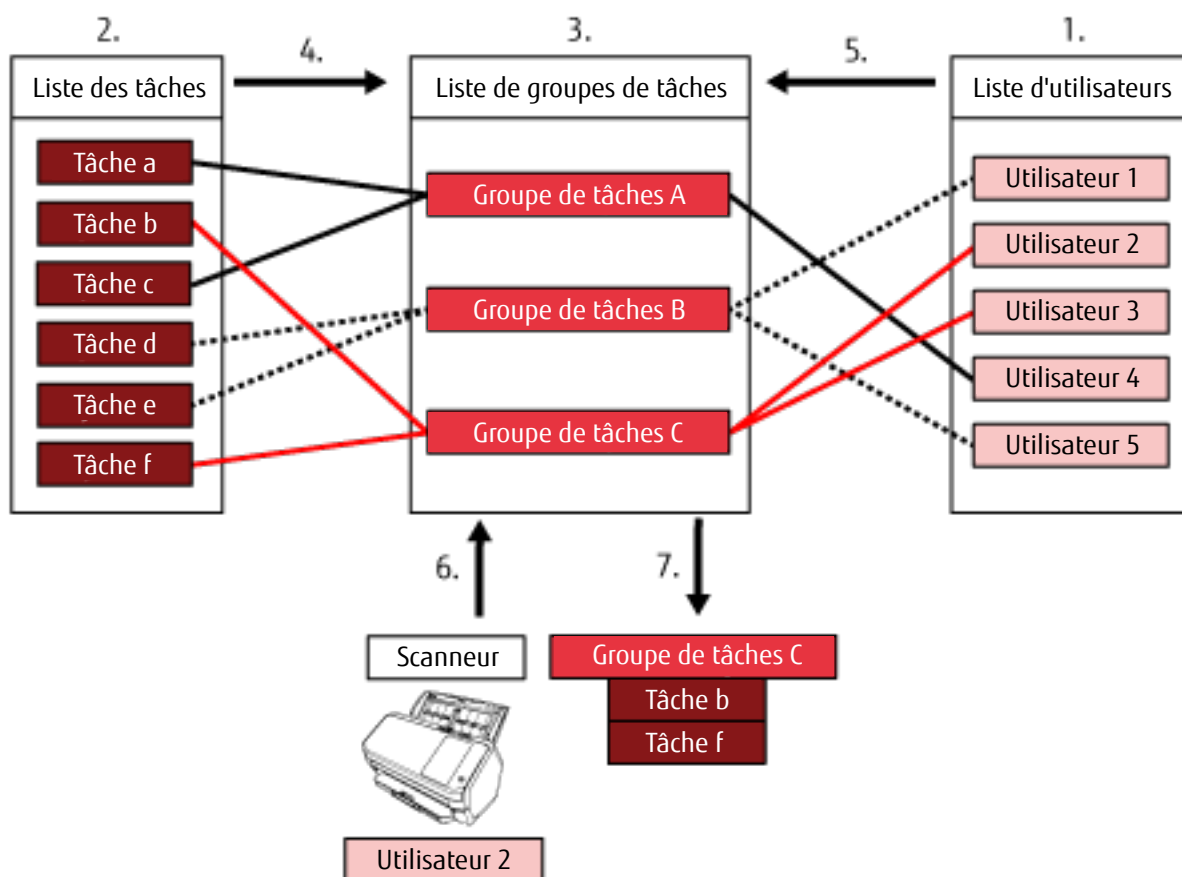 2.
4.
3.
5.
1.
Liste des tâches
Liste de groupes de tâches
Liste d'utilisateurs
Tâche a
Tâche b
Tâche c
Tâche d
Tâche e
Tâche f
Groupe de tâches A
Groupe de tâches B
Groupe de tâches C
Utilisateur 1
Utilisateur 2
Utilisateur 3
Utilisateur 4
Utilisateur 5
6.
7.
Scanneur
Utilisateur 2
Groupe de tâches C
Tâche b
Tâche f